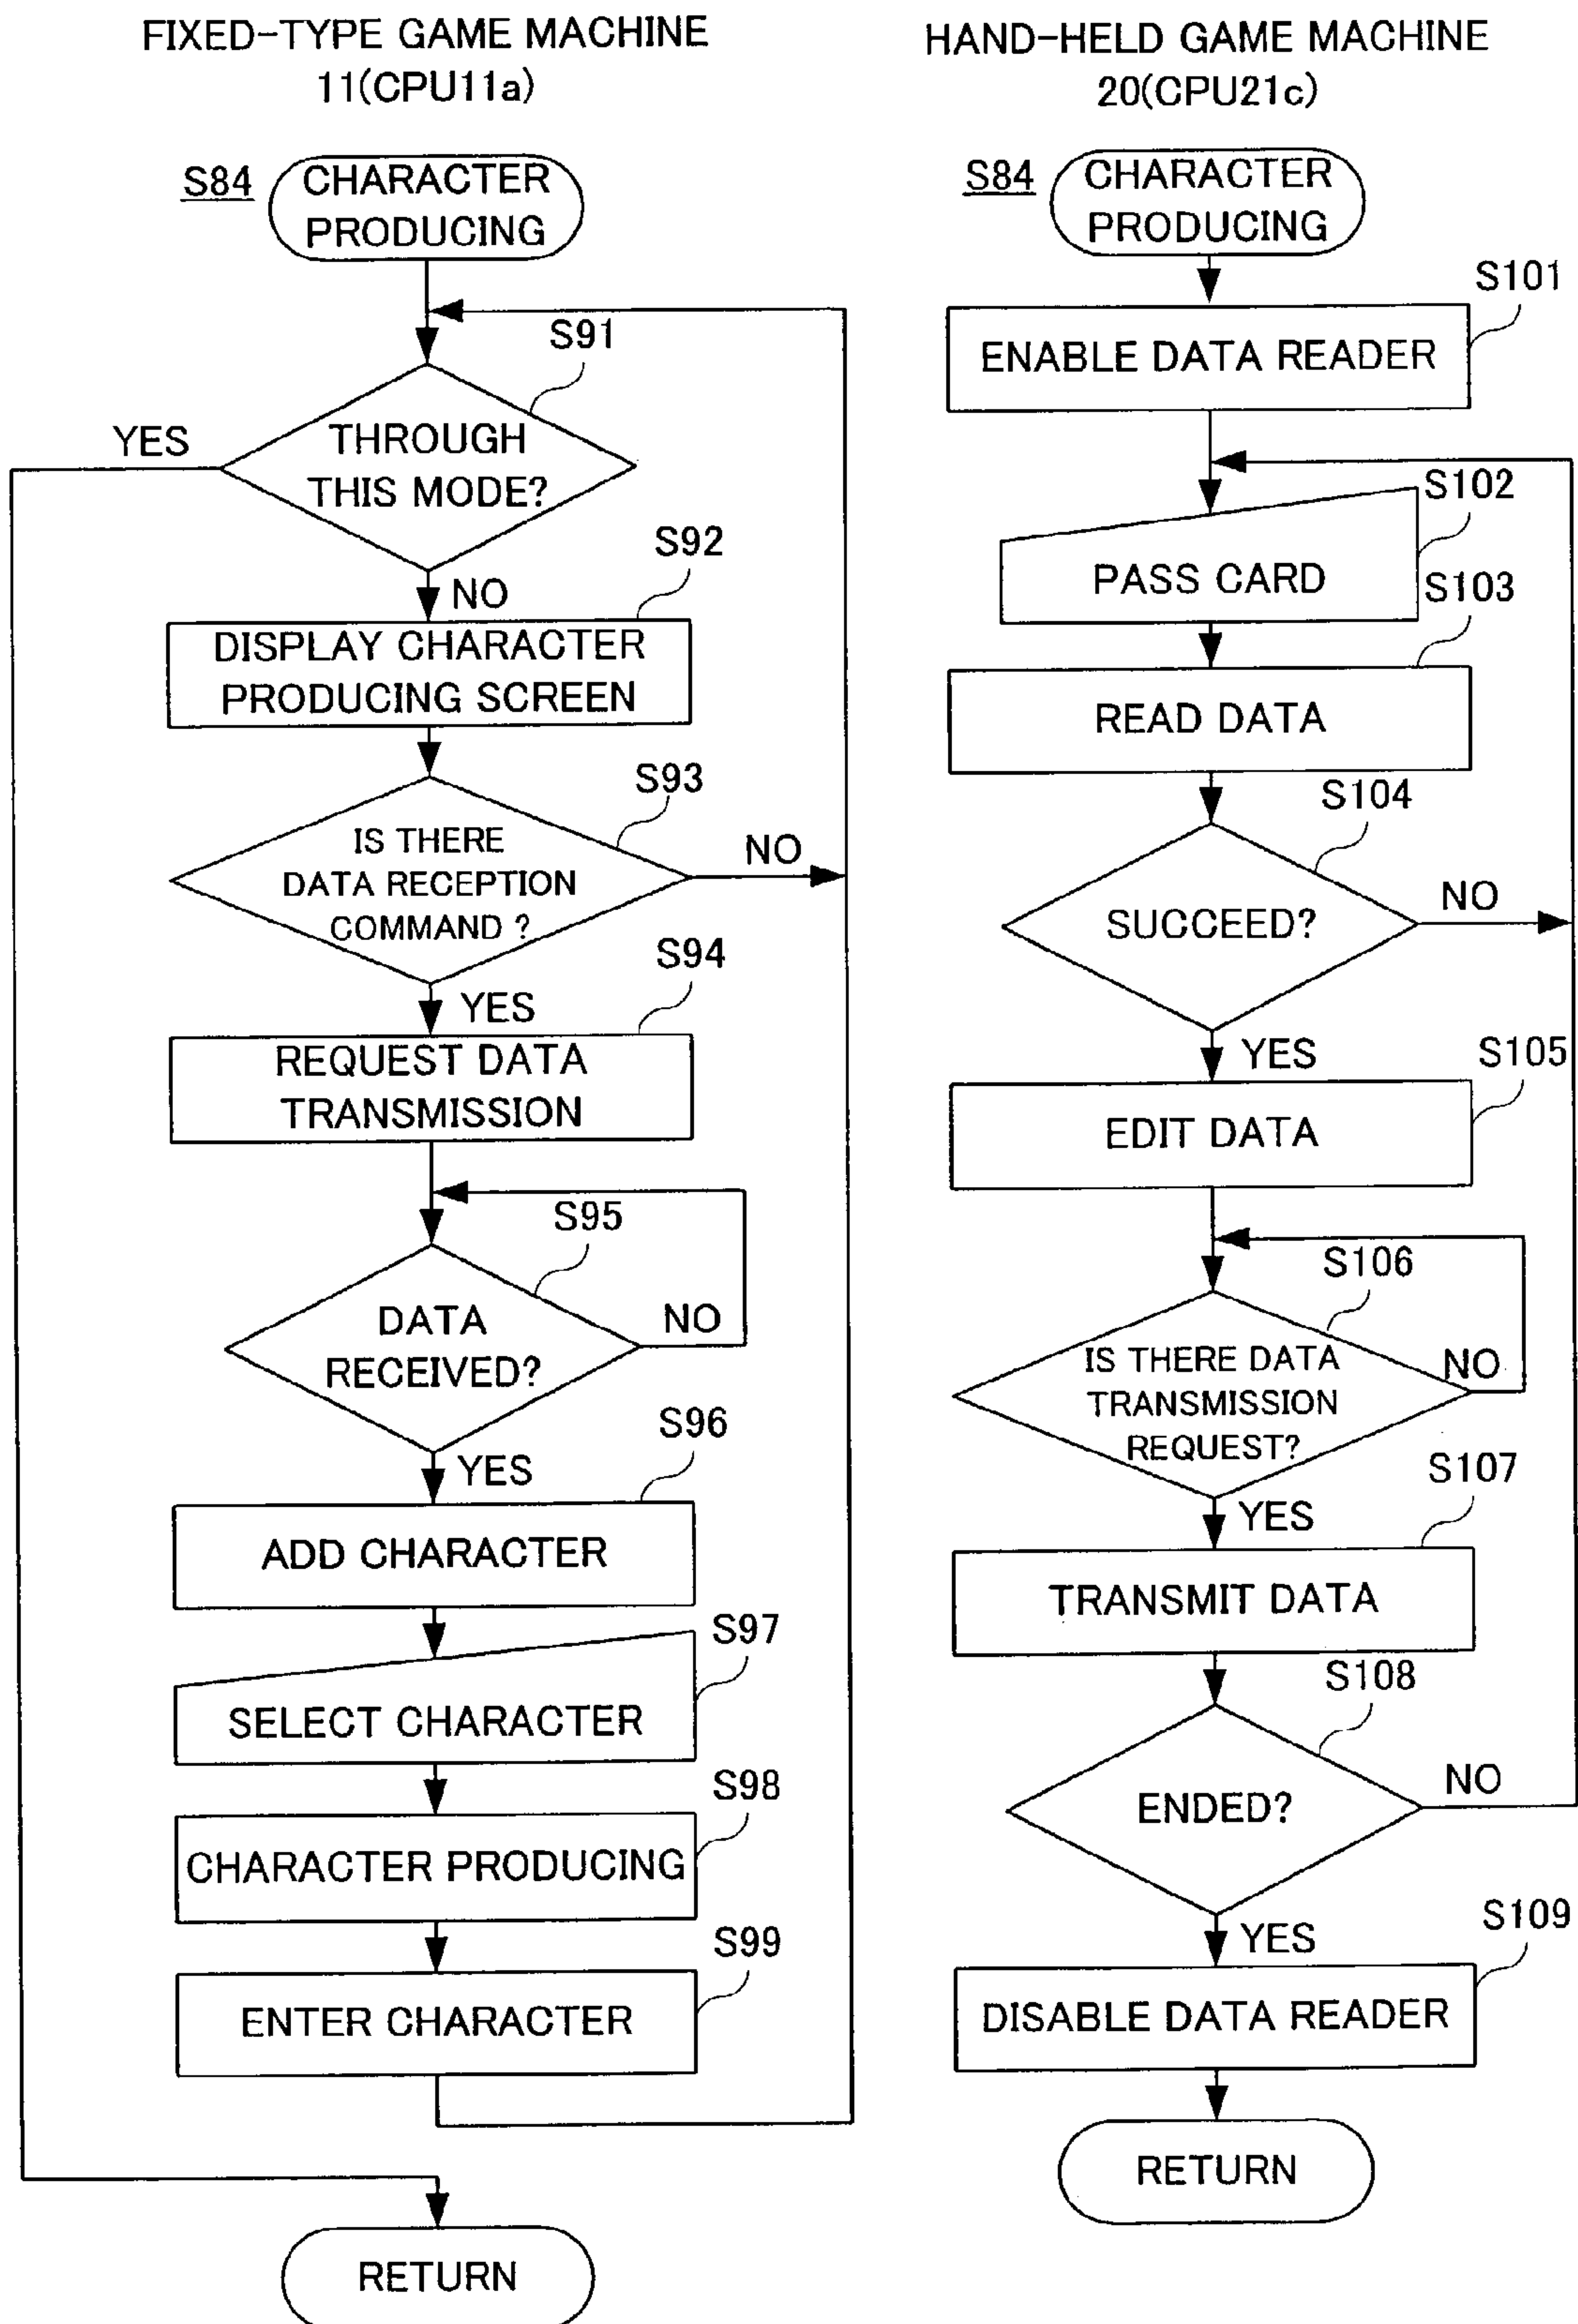 FIXED-TYPE GAME MACHINE
11(CPU11a)
S84
CHARACTER
PRODUCING
S91
YES
THROUGH
THIS MODE?
S92
NO
DISPLAY CHARACTER
PRODUCING SCREEN
S93
IS THERE
DATA RECEPTION
COMMAND ?
NO
S94
YES
REQUEST DATA
TRANSMISSION
S95
DATA
RECEIVED?
NO
S96
YES
ADD CHARACTER
S97
SELECT CHARACTER
S98
CHARACTER PRODUCING
S99
ENTER CHARACTER
RETURN
HAND-HELD GAME MACHINE
20(CPU21c)
S84
CHARACTER
PRODUCING
S101
ENABLE DATA READER
S102
PASS CARD
S103
READ DATA
S104
SUCCEED?
NO
YES
S105
EDIT DATA
S106
IS THERE DATA
TRANSMISSION
REQUEST?
NO
S107
YES
TRANSMIT DATA
S108
ENDED?
NO
S109
YES
DISABLE DATA READER
RETURN